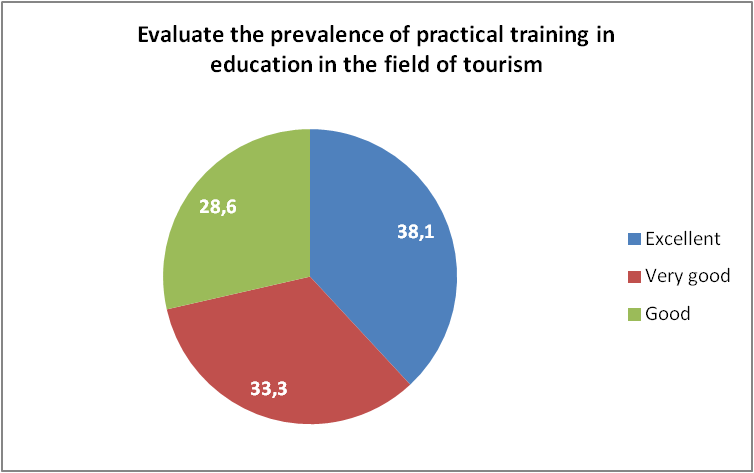 Evaluate the prevalence of practical training in
education in the field of tourism
28,6
38,1
33,3
Excellent
Very good
Good